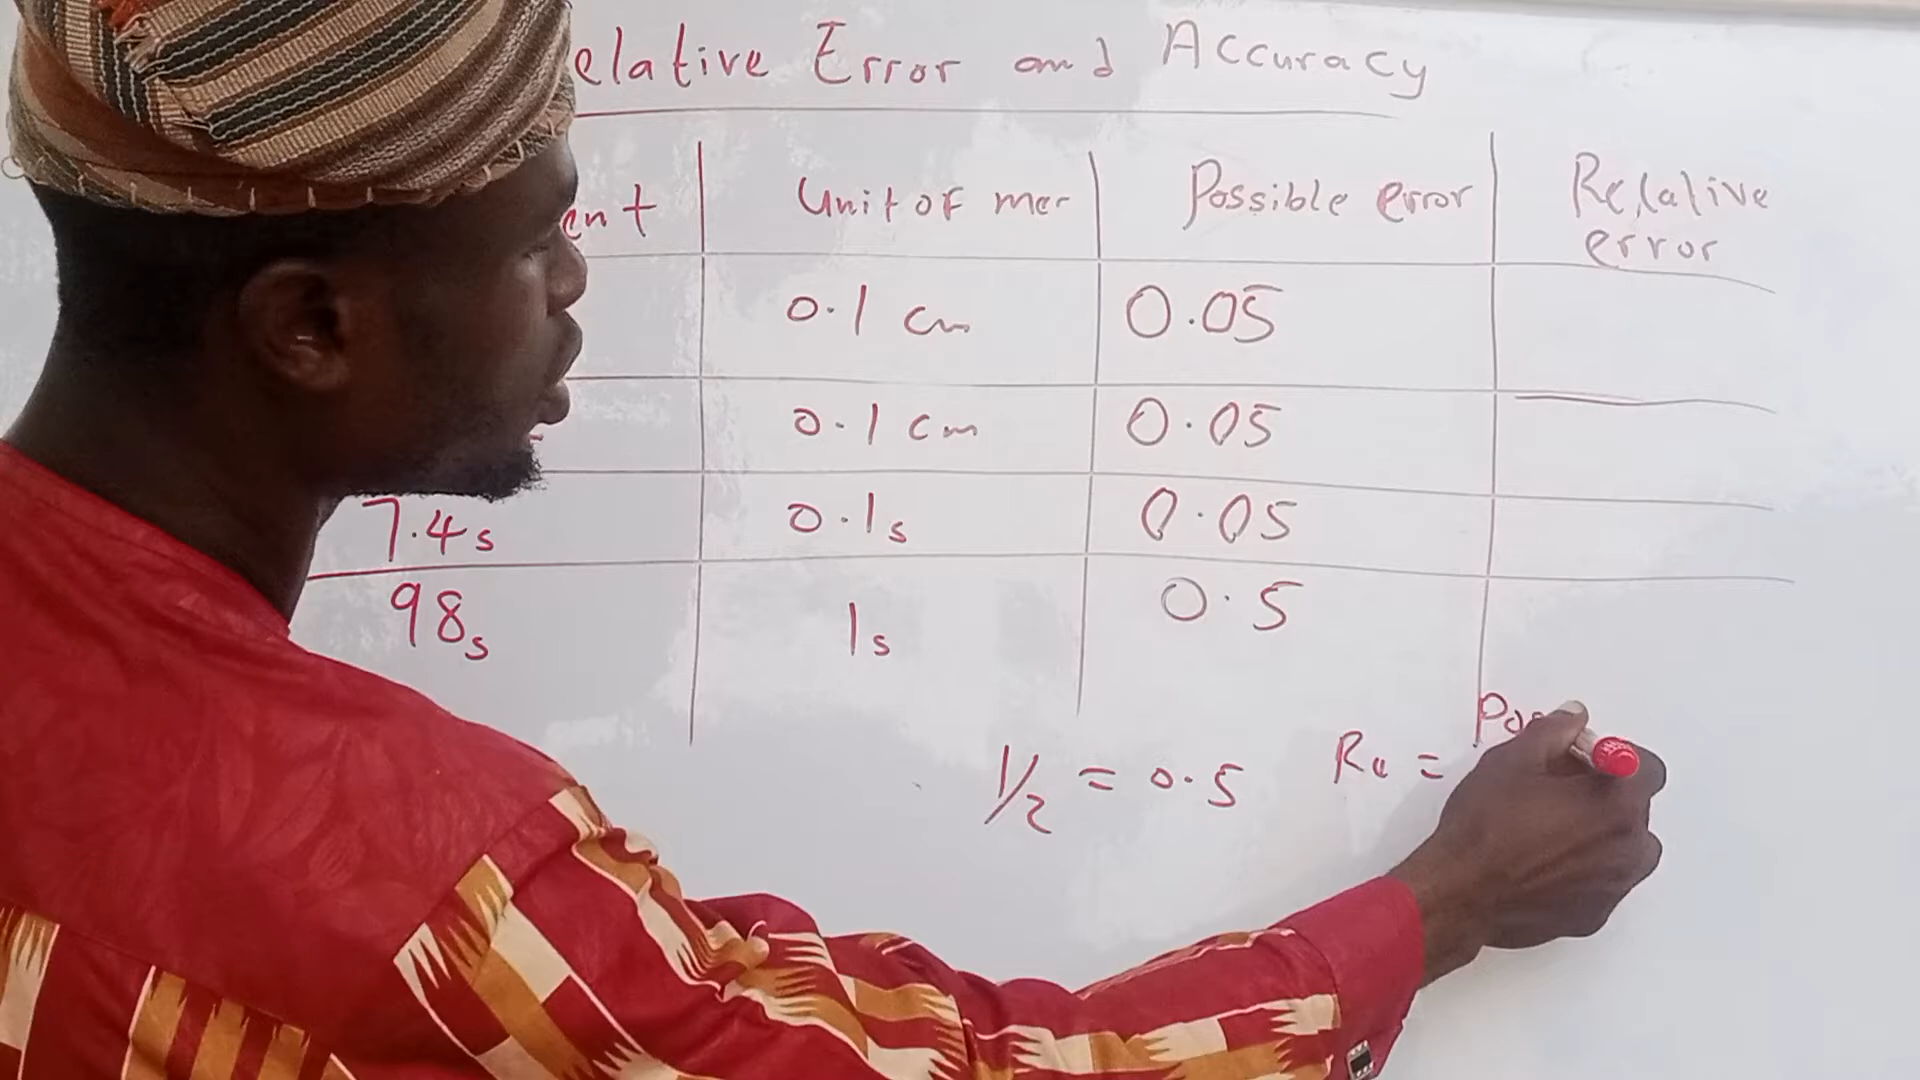 elative Error and Accuracy
ent Unit of mer Possible error Relative error
0.1 cm 0.05
0.1 cm 0.05
7.4s 0.1s 0.05
98s 1s 0.5
1/2 = 0.5 Re = Pos